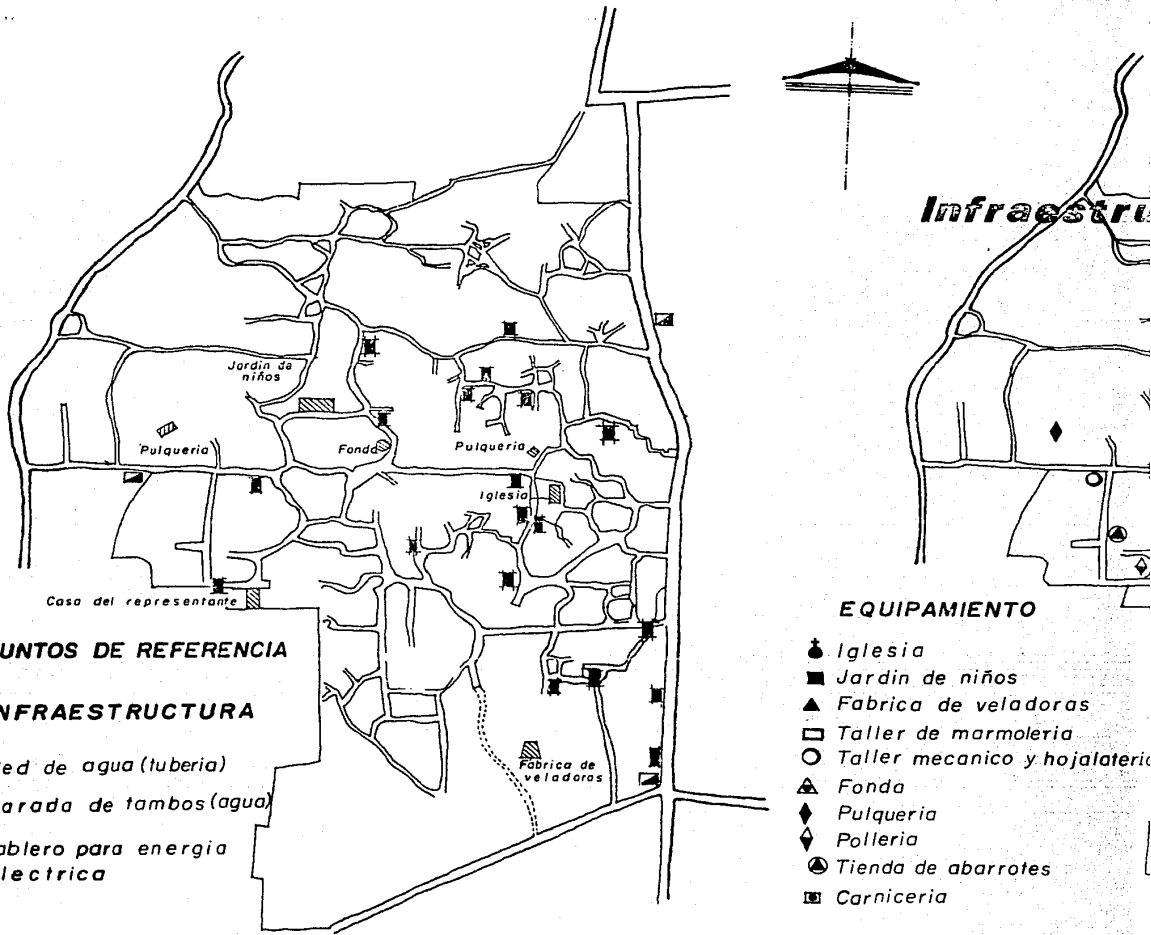 Infraestru
Jardin de
niños
Pulqueria
Fonda
Pulqueria
Iglesia
Casa del representante
UNTOS DE REFERENCIA
NFRAESTRUCTURA
ed de agua (tuberia)
arada de tambos (agua)
ablero para energia
lectrica
Fabrica de
veladoras
EQUIPAMIENTO
Iglesia
Jardin de niños
Fabrica de veladoras
Taller de marmoleria
Taller mecanico y hojalateria
Fonda
Pulqueria
Polleria
Tienda de abarrotes
Carniceria